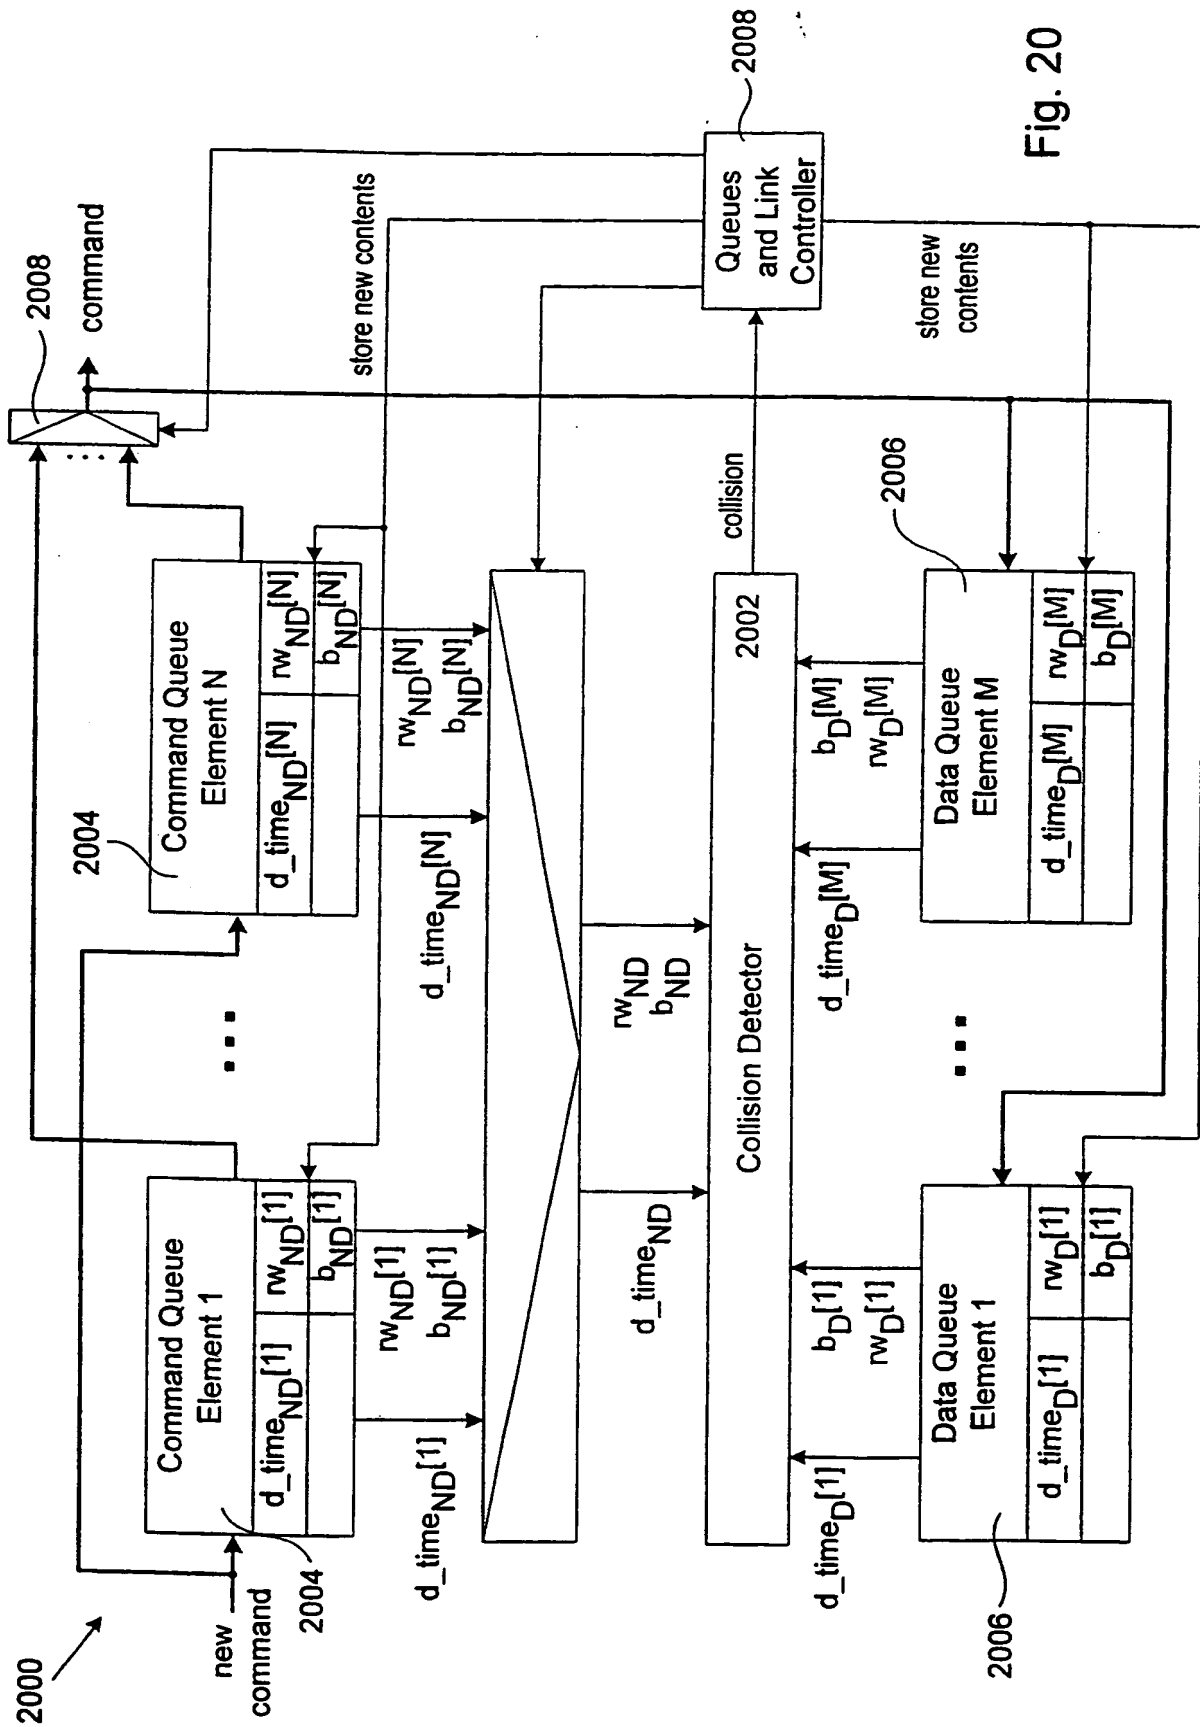 2000
new
command
2004
Command Queue
Element 1
d_time_ND[1]
rw_ND[1]
b_ND[1]
...
2004
Command Queue
Element N
d_time_ND[N]
rw_ND[N]
b_ND[N]
...
2008
command
store new contents
d_time_ND[1]
rw_ND[1]
b_ND[1]
d_time_ND[N]
rw_ND[N]
b_ND[N]
d_time_ND
rw_ND
b_ND
Collision Detector
2002
collision
Queues
and Link
Controller
2008
d_time_D[1]
b_D[1]
rw_D[1]
...
d_time_D[M]
b_D[M]
rw_D[M]
store new
contents
2006
Data Queue
Element 1
d_time_D[1]
rw_D[1]
b_D[1]
Data Queue
Element M
d_time_D[M]
rw_D[M]
b_D[M]
2006
Fig. 20